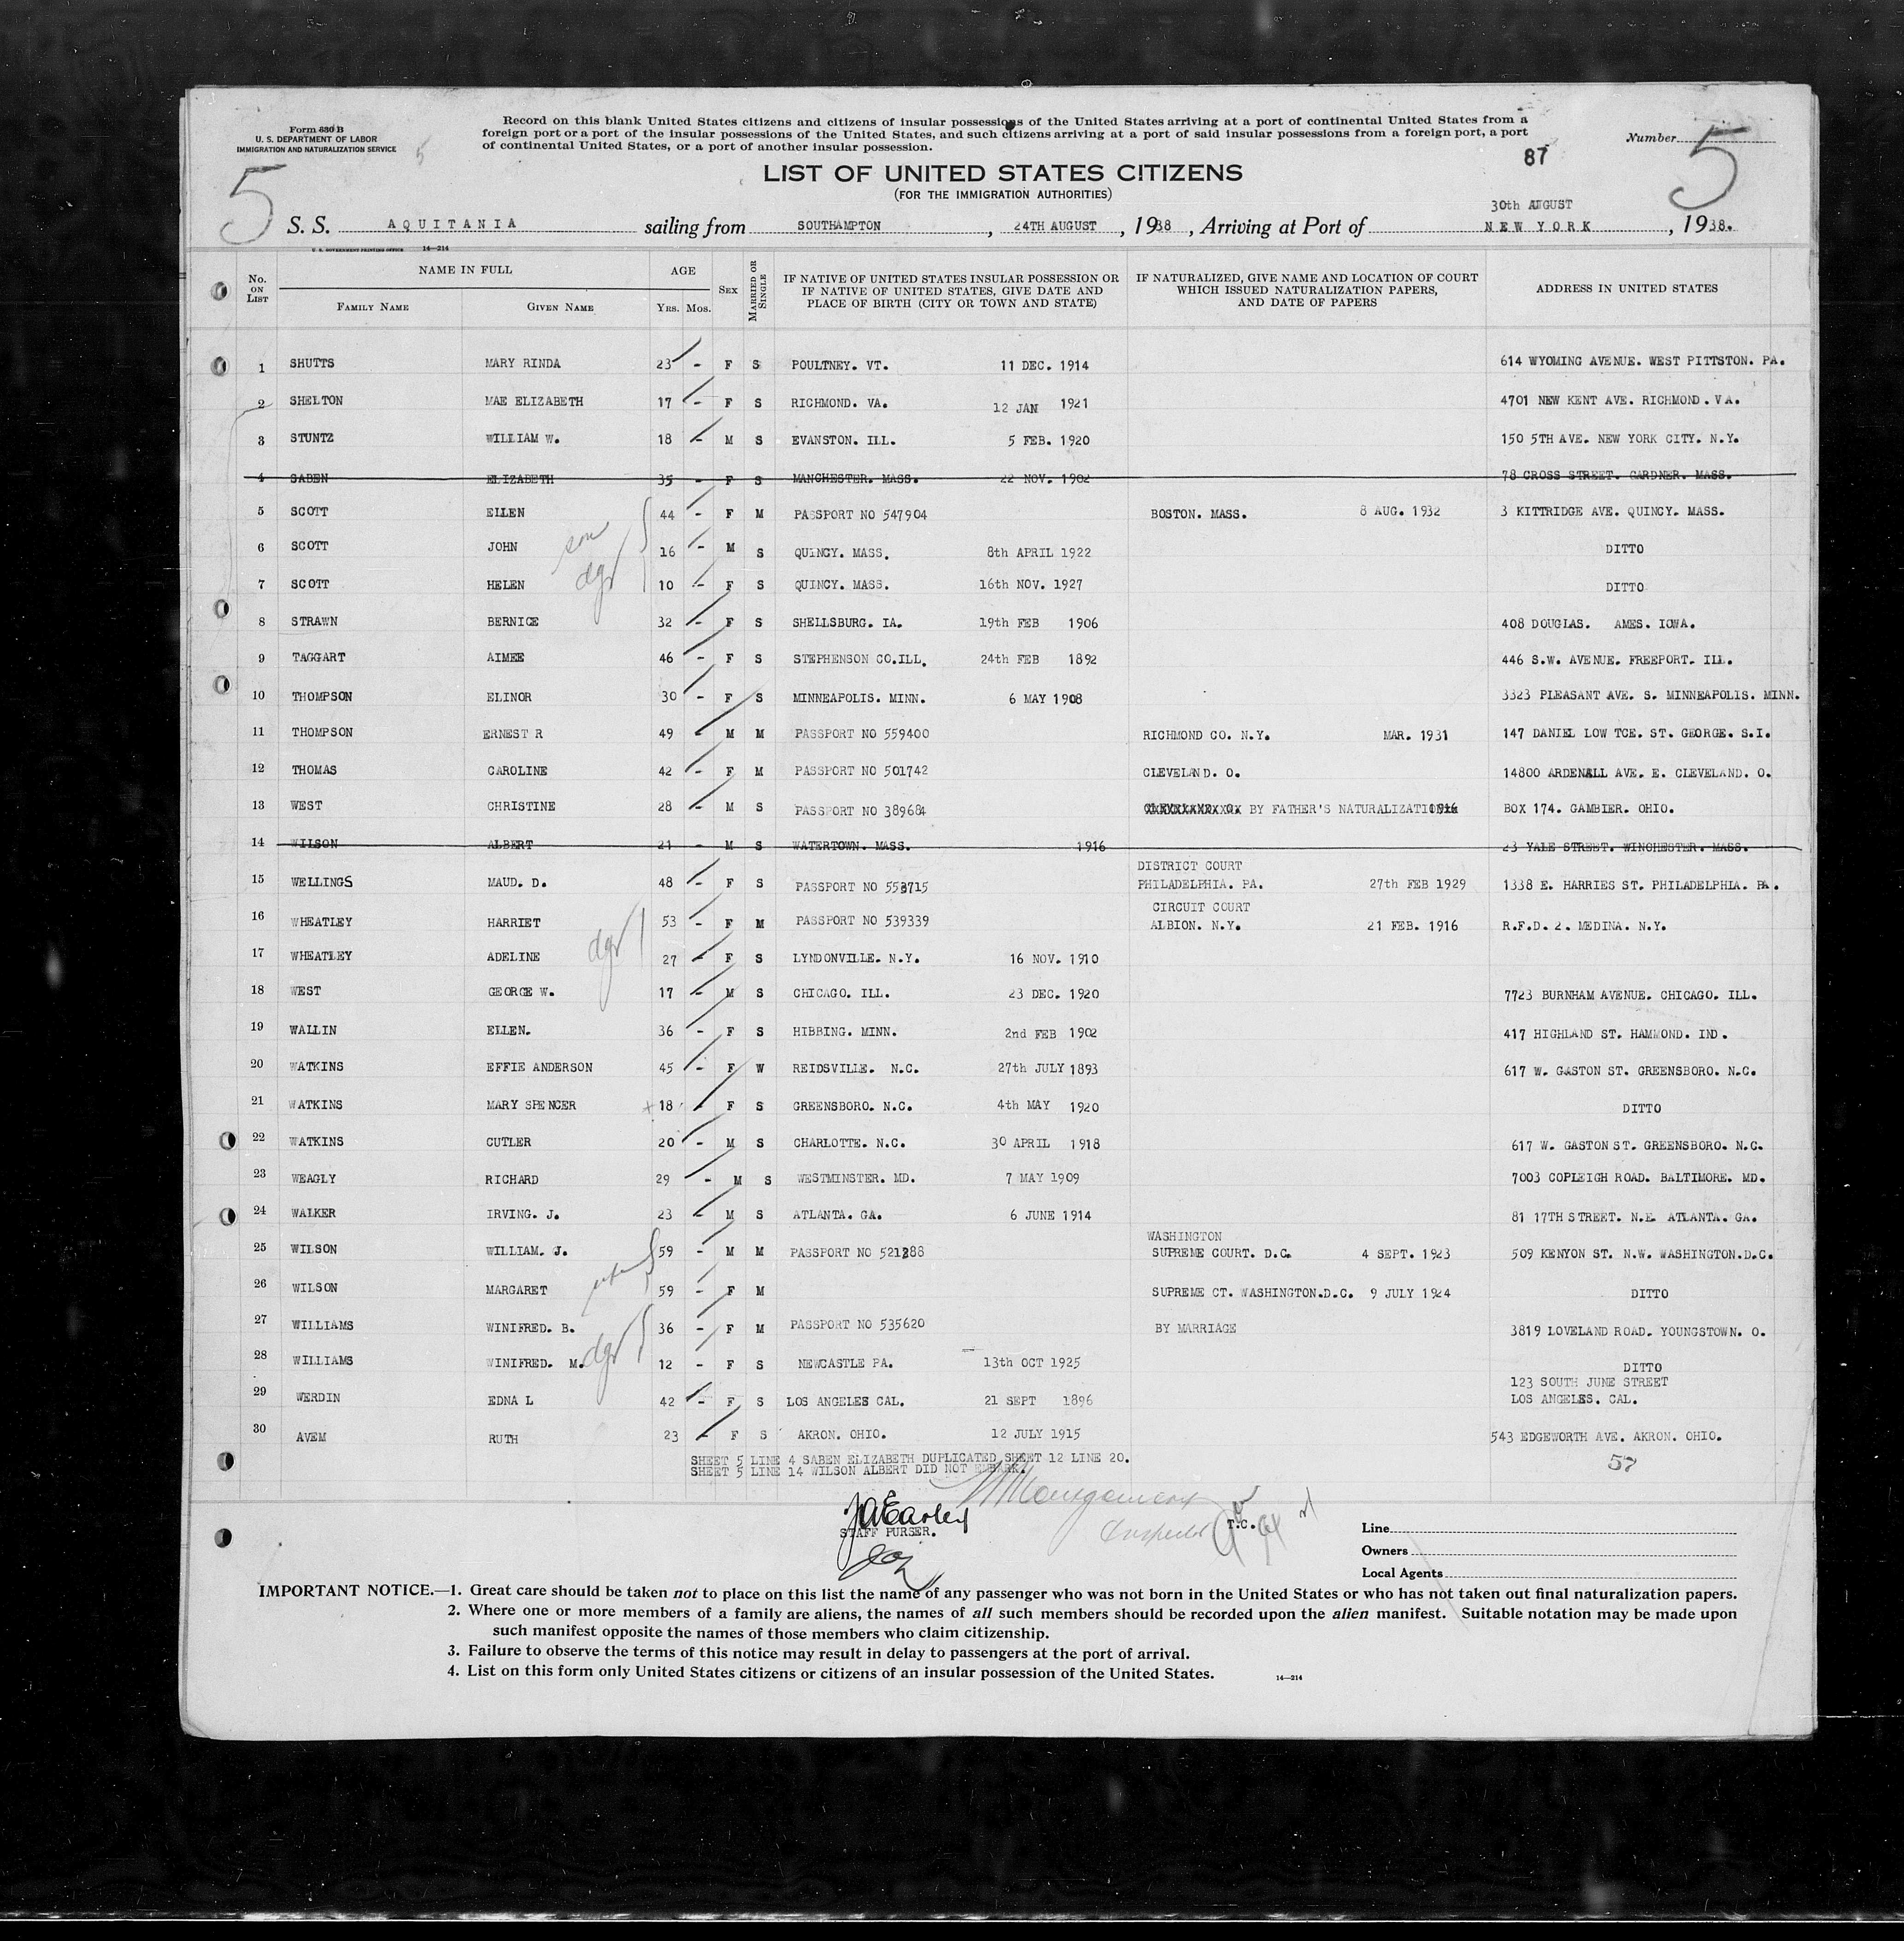 Form 630 B
U. S. DEPARTMENT OF LABOR
IMMIGRATION AND NATURALIZATION SERVICE
5
Record on this blank United States citizens and citizens of insular possessions of the United States arriving at a port of continental United States from a
foreign port or a port of the insular possessions of the United States, and such citizens arriving at a port of said insular possessions from a foreign port, a port
of continental United States, or a port of another insular possession.
87
Number 5
LIST OF UNITED STATES CITIZENS
(FOR THE IMMIGRATION AUTHORITIES)
5
S. S. AQUITANIA sailing from SOUTHAMPTON, 24TH AUGUST, 1938, Arriving at Port of 30th AUGUST NEW YORK, 1938.
U. S. GOVERNMENT PRINTING OFFICE 14—214
No. ON LIST NAME IN FULL FAMILY NAME GIVEN NAME AGE YRS. MOS. SEX MARRIED OR SINGLE IF NATIVE OF UNITED STATES INSULAR POSSESSION OR IF NATIVE OF UNITED STATES, GIVE DATE AND PLACE OF BIRTH (CITY OR TOWN AND STATE) IF NATURALIZED, GIVE NAME AND LOCATION OF COURT WHICH ISSUED NATURALIZATION PAPERS, AND DATE OF PAPERS ADDRESS IN UNITED STATES
1 SHUTTS MARY RINDA 23 - F S POULTNEY. VT. 11 DEC. 1914 614 WYOMING AVENUE. WEST PITTSTON. PA.
2 SHELTON MAE ELIZABETH 17 - F S RICHMOND. VA. 12 JAN 1921 4701 NEW KENT AVE. RICHMOND. VA.
3 STUNTZ WILLIAM W. 18 - M S EVANSTON. ILL. 5 FEB. 1920 150 5TH AVE. NEW YORK CITY. N.Y.
4 SABEN ELIZABETH 35 - F S MANCHESTER. MASS. 22 NOV. 1902 78 CROSS STREET. GARDNER. MASS.
5 SCOTT ELLEN 44 - F M PASSPORT NO 547904 BOSTON. MASS. 8 AUG. 1932 3 KITTRIDGE AVE. QUINCY. MASS.
6 SCOTT JOHN son 16 - M S QUINCY. MASS. 8th APRIL 1922 DITTO
7 SCOTT HELEN dgr 10 - F S QUINCY. MASS. 16th NOV. 1927 DITTO
8 STRAWN BERNICE 32 - F S SHELLSBURG. IA. 19th FEB 1906 408 DOUGLAS. AMES. IOWA.
9 TAGGART AIMEE 46 - F S STEPHENSON CO.ILL. 24th FEB 1892 446 S.W. AVENUE. FREEPORT. ILL.
10 THOMPSON ELINOR 30 - F S MINNEAPOLIS. MINN. 6 MAY 1908 3323 PLEASANT AVE. S. MINNEAPOLIS. MINN.
11 THOMPSON ERNEST R 49 - M M PASSPORT NO 559400 RICHMOND CO. N.Y. MAR. 1931 147 DANIEL LOW TCE. ST. GEORGE. S.I.
12 THOMAS CAROLINE 42 - F M PASSPORT NO 501742 CLEVELAND. O. 14800 ARDENALL AVE. E. CLEVELAND. O.
13 WEST CHRISTINE 28 - M S PASSPORT NO 389684 BY FATHER'S NATURALIZATION 1916 BOX 174. GAMBIER. OHIO.
14 WILSON ALBERT 21 - M S WATERTOWN. MASS. 1916 23 YALE STREET. WINCHESTER. MASS.
15 WELLINGS MAUD. D. 48 - F S PASSPORT NO 553715 DISTRICT COURT PHILADELPHIA. PA. 27th FEB 1929 1338 E. HARRIES ST. PHILADELPHIA. PA.
16 WHEATLEY HARRIET 53 - F M PASSPORT NO 539339 CIRCUIT COURT ALBION. N.Y. 21 FEB. 1916 R.F.D. 2. MEDINA. N.Y.
17 WHEATLEY ADELINE dgr 27 - F S LYNDONVILLE. N.Y. 16 NOV. 1910
18 WEST GEORGE W. 17 - M S CHICAGO. ILL. 23 DEC. 1920 7723 BURNHAM AVENUE. CHICAGO. ILL.
19 WALLIN ELLEN. 36 - F S HIBBING. MINN. 2nd FEB 1902 417 HIGHLAND ST. HAMMOND. IND.
20 WATKINS EFFIE ANDERSON 45 - F W REIDSVILLE. N.C. 27th JULY 1893 617 W. GASTON ST. GREENSBORO. N.C.
21 WATKINS MARY SPENCER + 18 - F S GREENSBORO. N.C. 4th MAY 1920 DITTO
22 WATKINS CUTLER 20 - M S CHARLOTTE. N.C. 30 APRIL 1918 617 W. GASTON ST. GREENSBORO. N.C.
23 WEAGLY RICHARD 29 - M S WESTMINSTER. MD. 7 MAY 1909 7003 COPLEIGH ROAD. BALTIMORE. MD.
24 WALKER IRVING. J. 23 - M S ATLANTA. GA. 6 JUNE 1914 81 17TH STREET. N.E. ATLANTA. GA.
25 WILSON WILLIAM. J. 59 - M M PASSPORT NO 521288 WASHINGTON SUPREME COURT. D.C. 4 SEPT. 1923 509 KENYON ST. N.W. WASHINGTON.D.C.
26 WILSON MARGARET wife 59 - F M SUPREME CT. WASHINGTON.D.C. 9 JULY 1924 DITTO
27 WILLIAMS WINIFRED. B. 36 - F M PASSPORT NO 535620 BY MARRIAGE 3819 LOVELAND ROAD. YOUNGSTOWN. O.
28 WILLIAMS WINIFRED. M. dgr 12 - F S NEWCASTLE PA. 13th OCT 1925 DITTO
29 WERDIN EDNA L 42 - F S LOS ANGELES CAL. 21 SEPT 1896 123 SOUTH JUNE STREET LOS ANGELES. CAL.
30 AVEM RUTH 23 - F S AKRON. OHIO. 12 JULY 1915 543 EDGEWORTH AVE. AKRON. OHIO.
SHEET 5 LINE 4 SABEN ELIZABETH DUPLICATED SHEET 12 LINE 20.
SHEET 5 LINE 14 WILSON ALBERT DID NOT EMBARK.
57
STAFF PURSER.
T.C.
Line
Owners
Local Agents
IMPORTANT NOTICE.—1. Great care should be taken not to place on this list the name of any passenger who was not born in the United States or who has not taken out final naturalization papers.
2. Where one or more members of a family are aliens, the names of all such members should be recorded upon the alien manifest. Suitable notation may be made upon
such manifest opposite the names of those members who claim citizenship.
3. Failure to observe the terms of this notice may result in delay to passengers at the port of arrival.
4. List on this form only United States citizens or citizens of an insular possession of the United States.
14—214